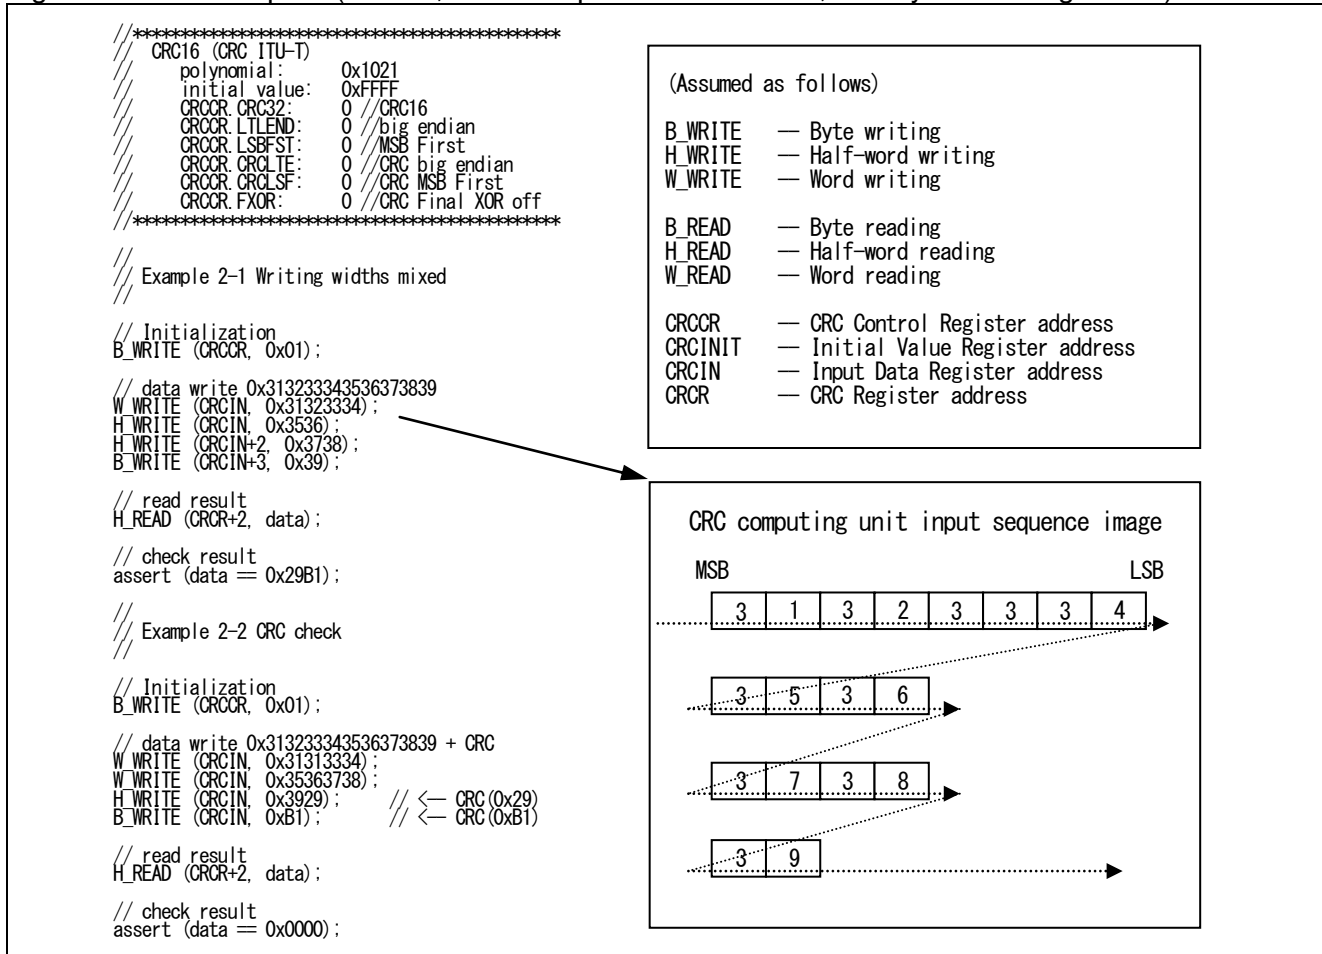 //*********************************************
// CRC16 (CRC ITU-T)
// polynomial: 0x1021
// initial value: 0xFFFF
// CRCCR.CRC32: 0 //CRC16
// CRCCR.LTLEND: 0 //big endian
// CRCCR.LSBFST: 0 //MSB First
// CRCCR.CRCLTE: 0 //CRC big endian
// CRCCR.CRCLSF: 0 //CRC MSB First
// CRCCR.FXOR: 0 //CRC Final XOR off
//*********************************************
//
// Example 2-1 Writing widths mixed
//
// Initialization
B_WRITE (CRCCR, 0x01);
// data write 0x313233343536373839
W_WRITE (CRCIN, 0x31323334);
H_WRITE (CRCIN, 0x3536);
H_WRITE (CRCIN+2, 0x3738);
B_WRITE (CRCIN+3, 0x39);
// read result
H_READ (CRCR+2, data);
// check result
assert (data == 0x29B1);
//
// Example 2-2 CRC check
//
// Initialization
B_WRITE (CRCCR, 0x01);
// data write 0x313233343536373839 + CRC
W_WRITE (CRCIN, 0x31313334);
W_WRITE (CRCIN, 0x35363738);
H_WRITE (CRCIN, 0x3929); // <-- CRC(0x29)
B_WRITE (CRCIN, 0xB1); // <-- CRC(0xB1)
// read result
H_READ (CRCR+2, data);
// check result
assert (data == 0x0000);
(Assumed as follows)
B_WRITE -- Byte writing
H_WRITE -- Half-word writing
W_WRITE -- Word writing
B_READ -- Byte reading
H_READ -- Half-word reading
W_READ -- Word reading
CRCCR -- CRC Control Register address
CRCINIT -- Initial Value Register address
CRCIN -- Input Data Register address
CRCR -- CRC Register address
CRC computing unit input sequence image
MSB LSB
3 1 3 2 3 3 3 4
3 5 3 6
3 7 3 8
3 9